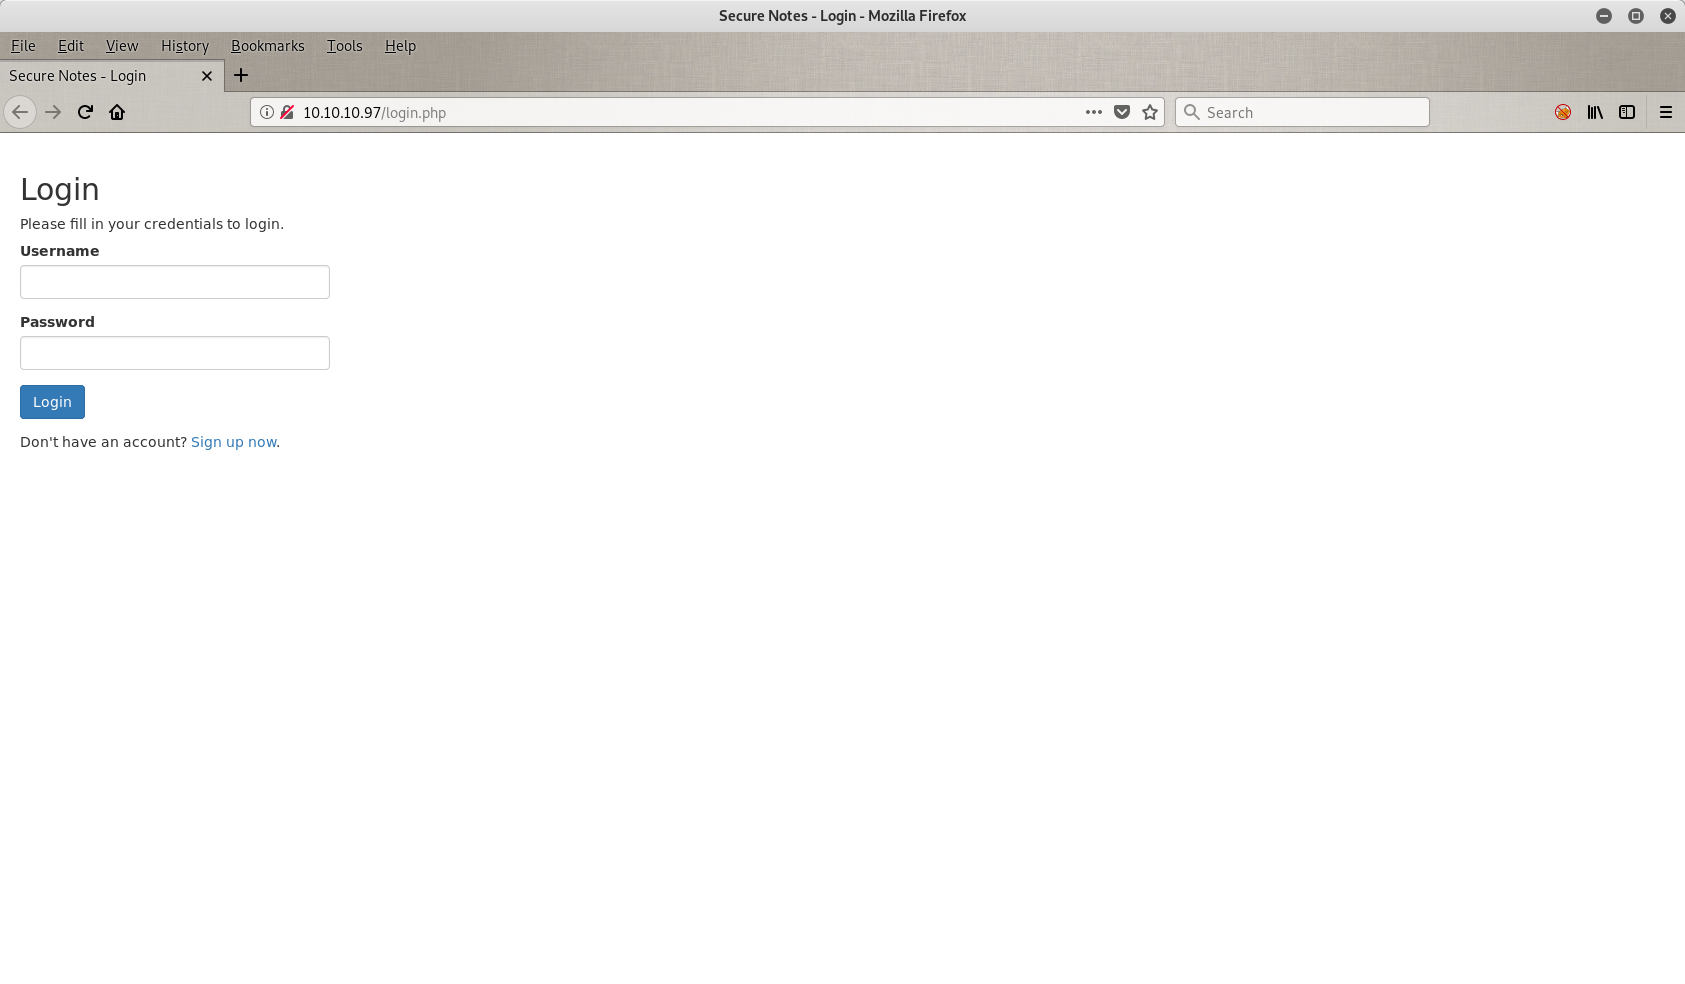 Secure Notes - Login - Mozilla Firefox
File Edit View History Bookmarks Tools Help
Secure Notes - Login
10.10.10.97/login.php
Search
Login
Please fill in your credentials to login.
Username
Password
Login
Don't have an account? Sign up now.